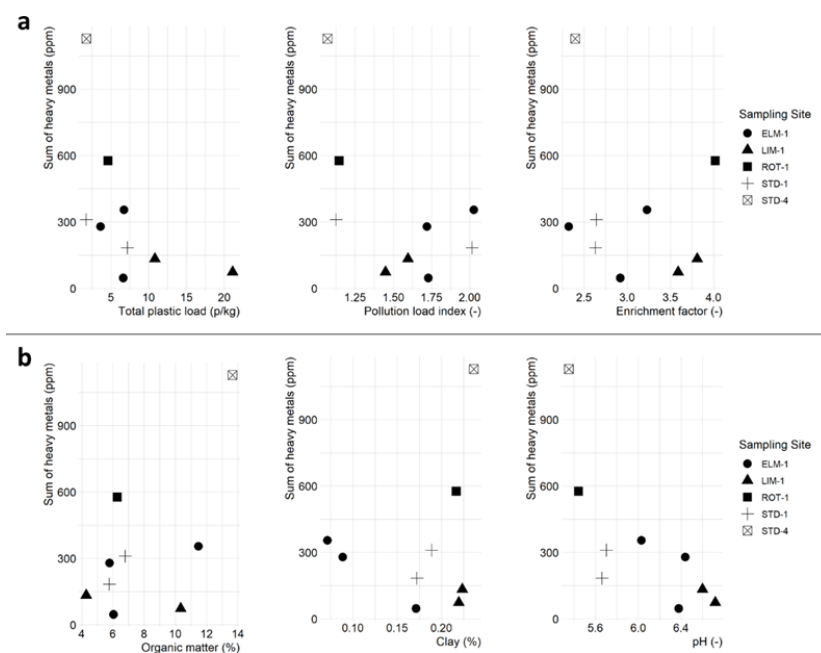 a
Sum of heavy metals (ppm)
900
600
300
0
5 10 15 20
Total plastic load (p/kg)
Sum of heavy metals (ppm)
900
600
300
0
1.25 1.50 1.75 2.00
Pollution load index (-)
Sum of heavy metals (ppm)
900
600
300
0
2.5 3.0 3.5 4.0
Enrichment factor (-)
Sampling Site
ELM-1
LIM-1
ROT-1
STD-1
STD-4
b
Sum of heavy metals (ppm)
900
600
300
0
4 6 8 10 12 14
Organic matter (%)
Sum of heavy metals (ppm)
900
600
300
0
0.10 0.15 0.20
Clay (%)
Sum of heavy metals (ppm)
900
600
300
0
5.6 6.0 6.4
pH (-)
Sampling Site
ELM-1
LIM-1
ROT-1
STD-1
STD-4